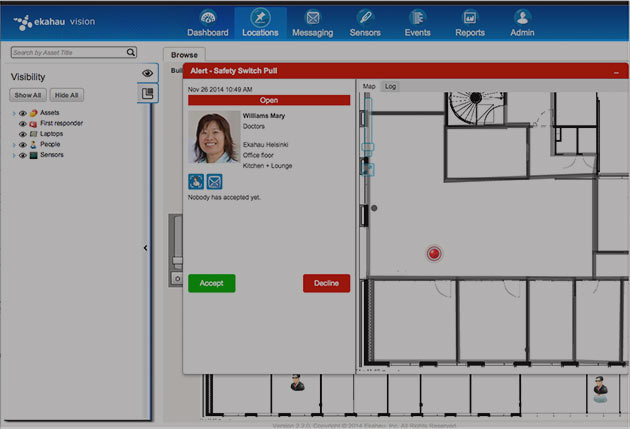 ekahau vision
Dashboard Locations Messaging Sensors Events Reports Admin
Search by Asset Title
Browse
Visibility
Show All Hide All
Assets
First responder
Laptops
People
Sensors
Alert - Safety Switch Pull
Nov 26 2014 10:49 AM
Open
Williams Mary
Doctors
Ekahau Helsinki
Office floor
Kitchen + Lounge
Nobody has accepted yet.
Accept Decline
Map Log
Version 2.2.0. Copyright © 2014 Ekahau, Inc. All Rights Reserved.